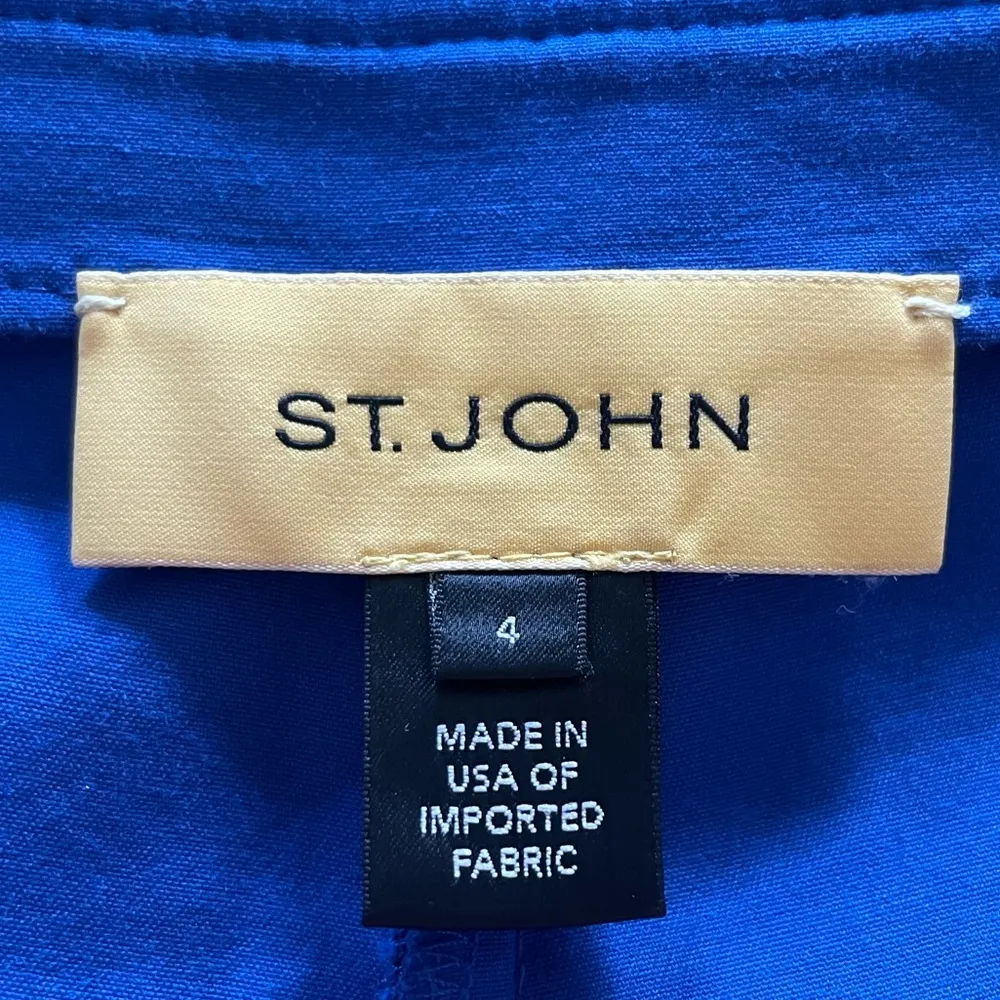 ST. JOHN
4
MADE IN
USA OF
IMPORTED
FABRIC